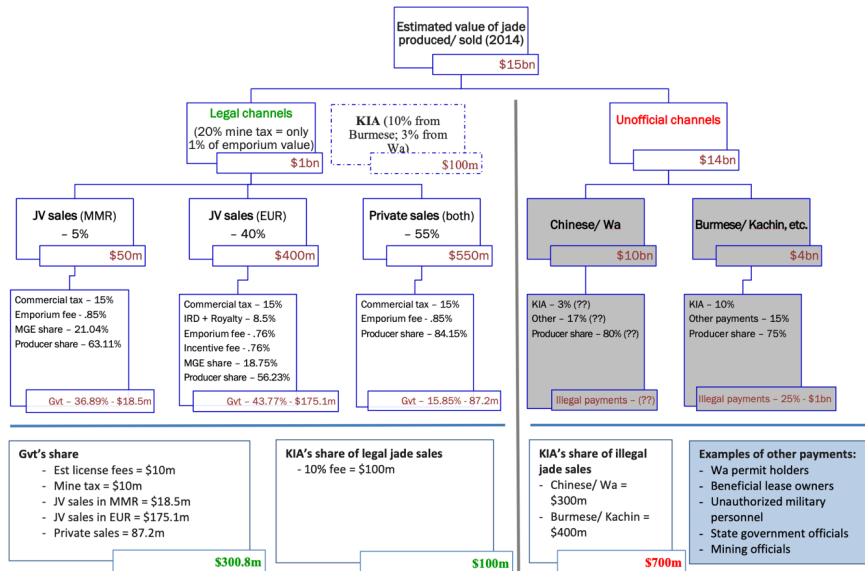 Estimated value of jade
produced/ sold (2014)
$15bn
Legal channels
(20% mine tax = only
1% of emporium value)
$1bn
KIA (10% from
Burmese; 3% from
Wa)
$100m
Unofficial channels
$14bn
JV sales (MMR)
– 5%
$50m
JV sales (EUR)
– 40%
$400m
Private sales (both)
– 55%
$550m
Chinese/ Wa
$10bn
Burmese/ Kachin, etc.
$4bn
Commercial tax – 15%
Emporium fee - .85%
MGE share – 21.04%
Producer share – 63.11%
Gvt – 36.89% - $18.5m
Commercial tax – 15%
IRD + Royalty – 8.5%
Emporium fee - .76%
Incentive fee - .76%
MGE share – 18.75%
Producer share – 56.23%
Gvt – 43.77% - $175.1m
Commercial tax – 15%
Emporium fee – .85%
Producer share – 84.15%
Gvt – 15.85% - 87.2m
KIA – 3% (??)
Other – 17% (??)
Producer share – 80% (??)
Illegal payments – (??)
KIA – 10%
Other payments – 15%
Producer share – 75%
Illegal payments – 25% - $1bn
Gvt's share
- Est license fees = $10m
- Mine tax = $10m
- JV sales in MMR = $18.5m
- JV sales in EUR = $175.1m
- Private sales = 87.2m
$300.8m
KIA's share of legal jade sales
- 10% fee = $100m
$100m
KIA's share of illegal
jade sales
- Chinese/ Wa =
$300m
- Burmese/ Kachin =
$400m
$700m
Examples of other payments:
- Wa permit holders
- Beneficial lease owners
- Unauthorized military
personnel
- State government officials
- Mining officials